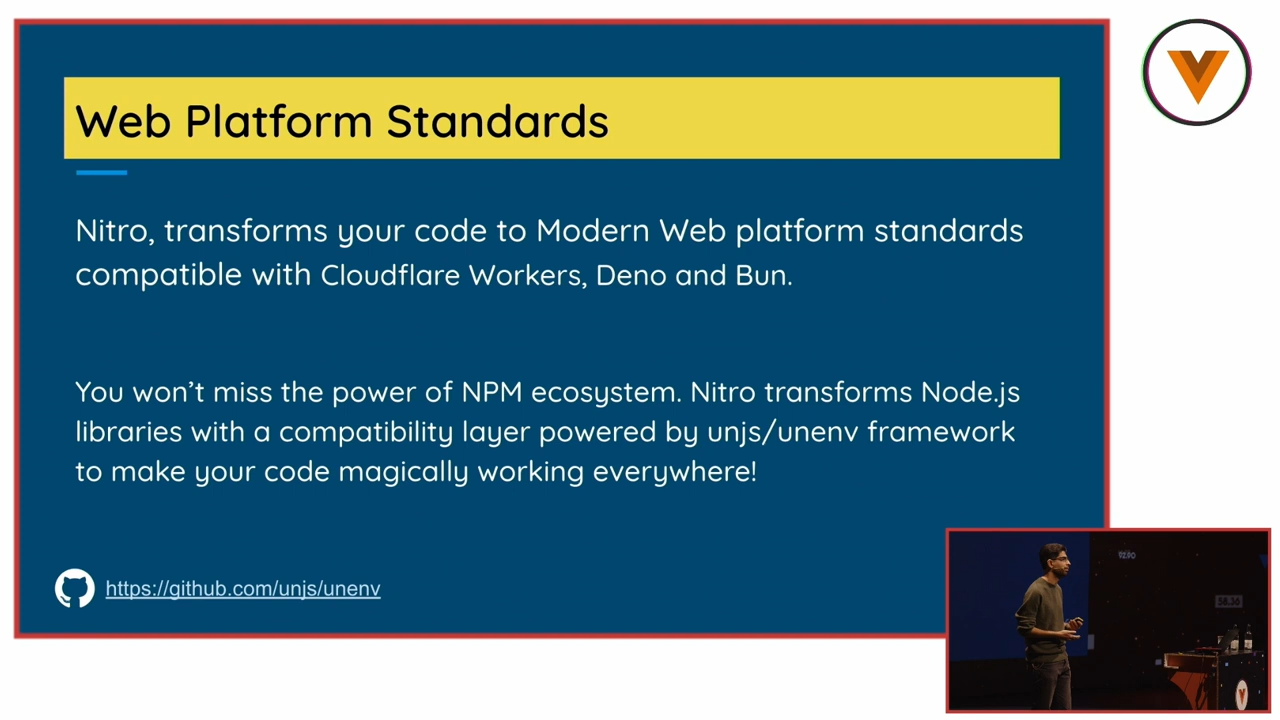 Web Platform Standards
Nitro, transforms your code to Modern Web platform standards
compatible with Cloudflare Workers, Deno and Bun.
You won't miss the power of NPM ecosystem. Nitro transforms Node.js
libraries with a compatibility layer powered by unjs/unenv framework
to make your code magically working everywhere!
https://github.com/unjs/unenv